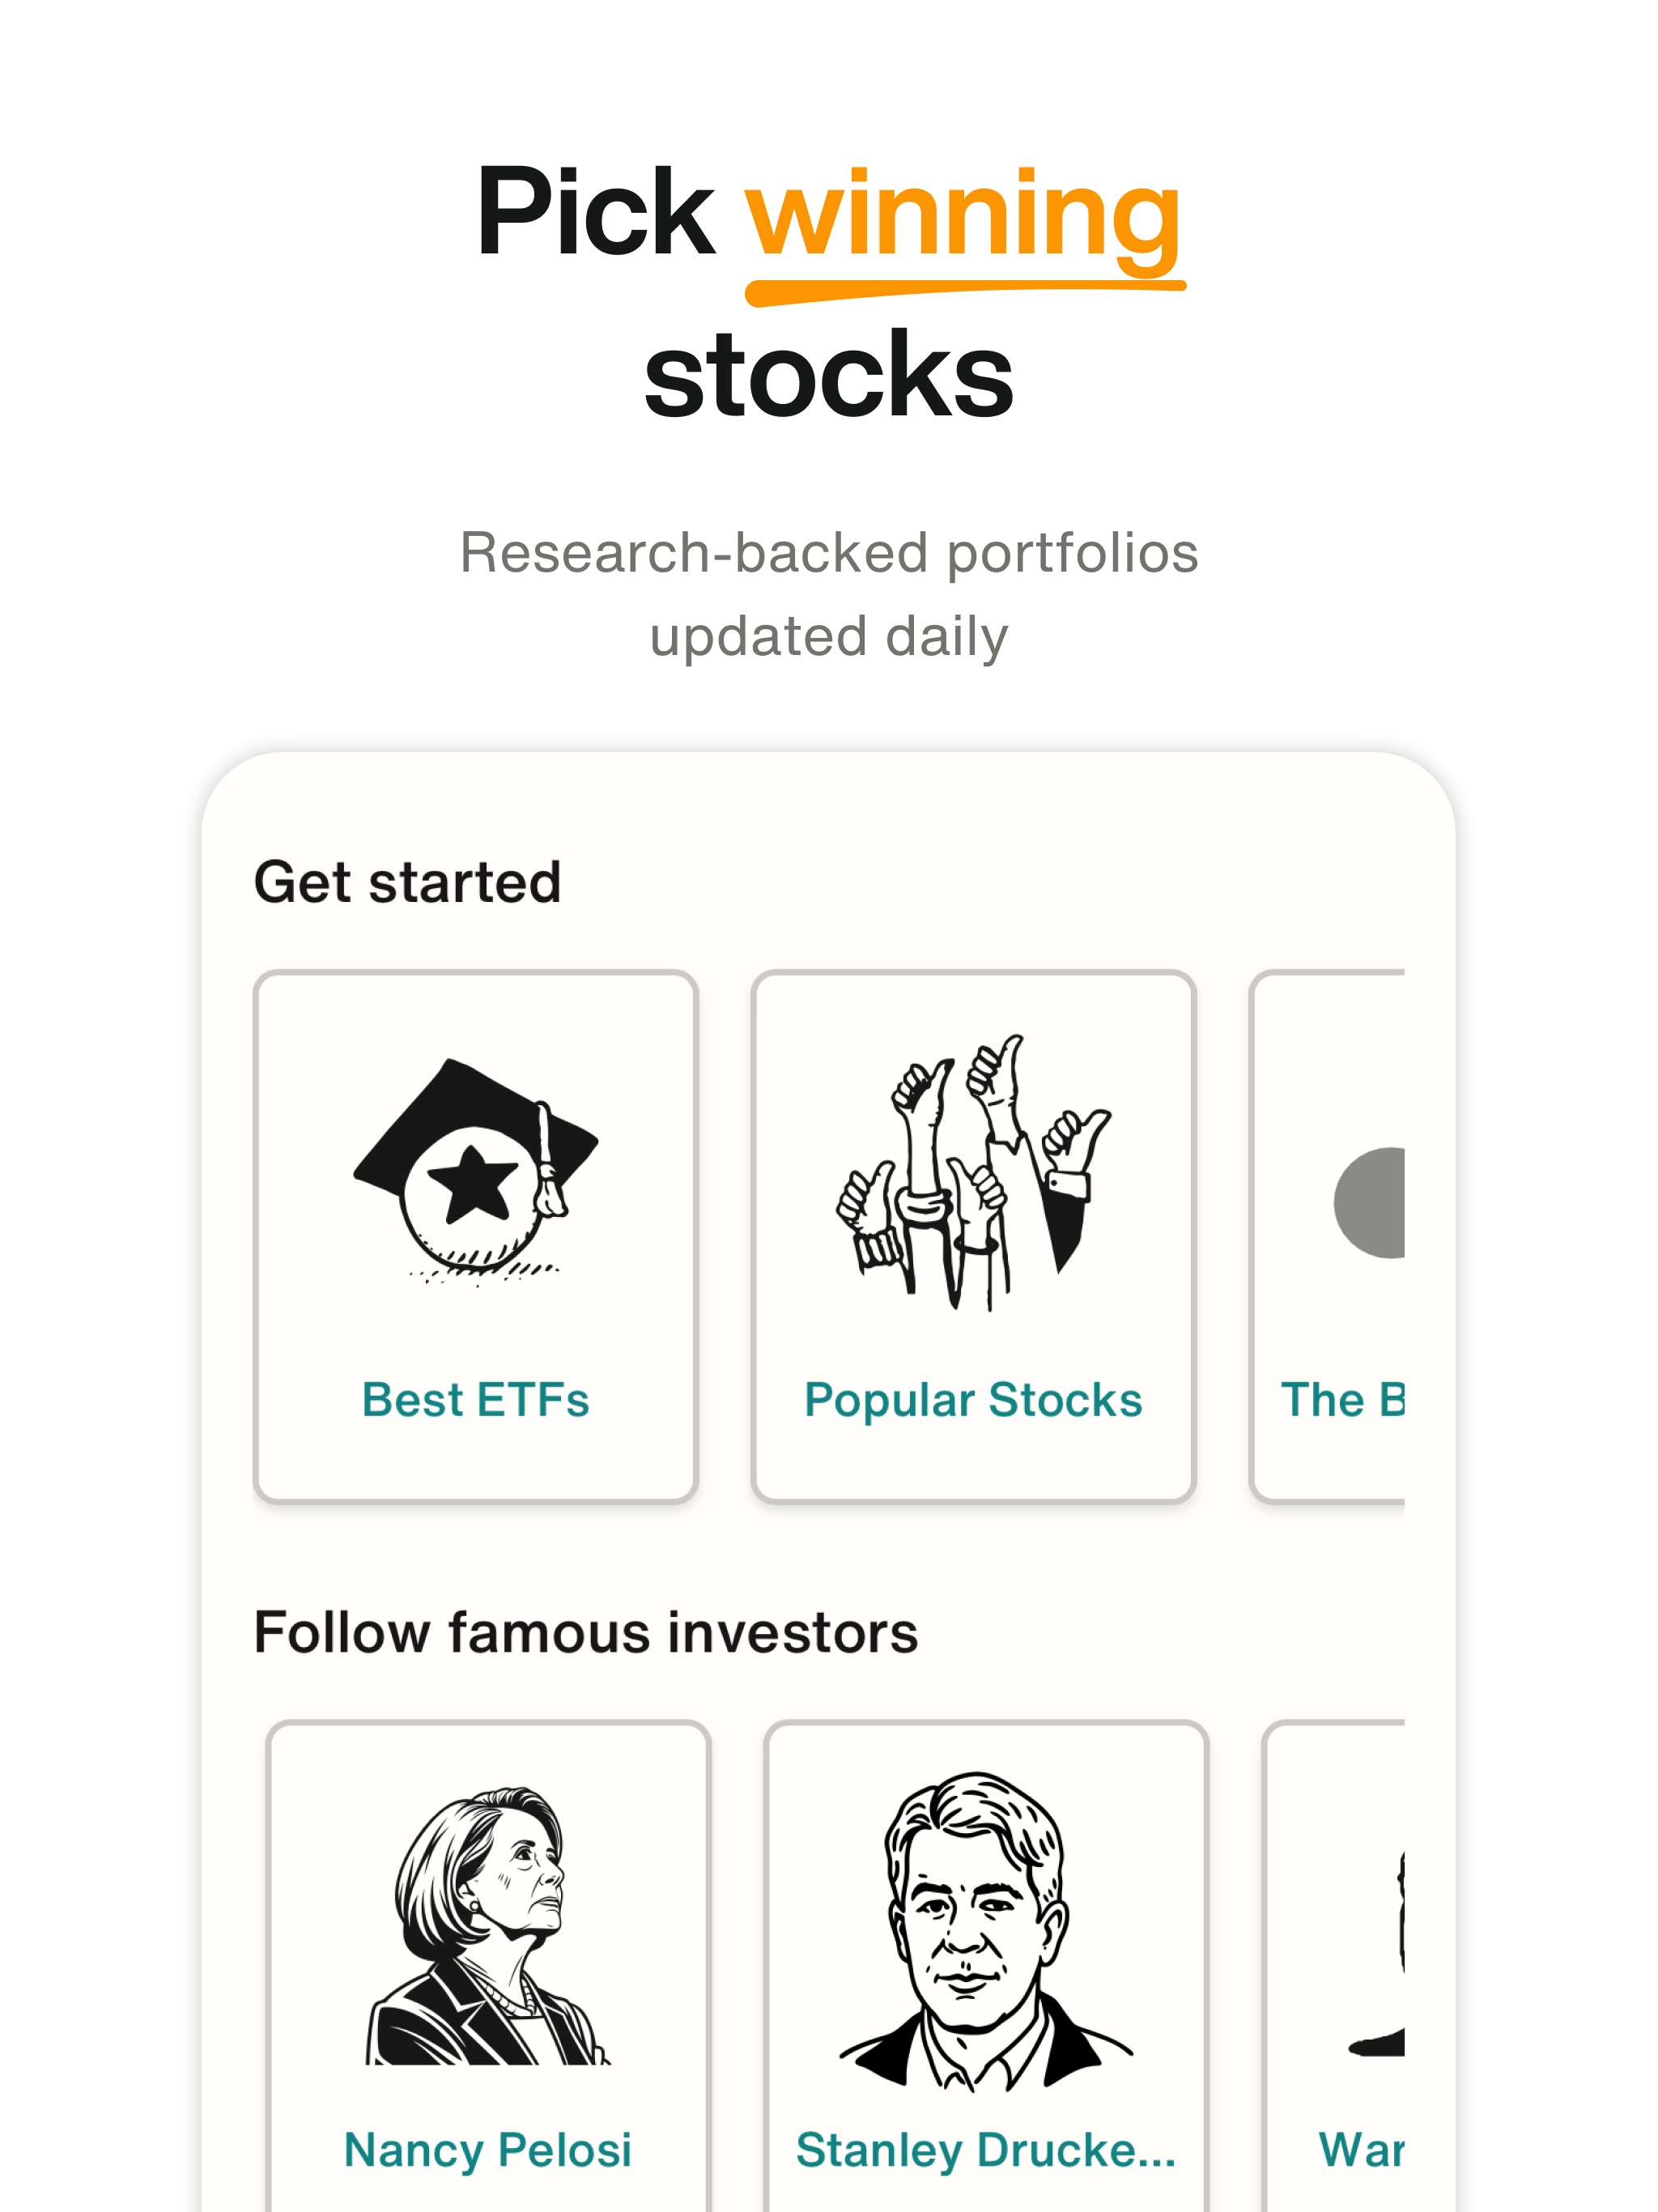 Pick winning
stocks
Research-backed portfolios
updated daily
Get started
Best ETFs
Popular Stocks
The B
Follow famous investors
Nancy Pelosi
Stanley Drucke...
War